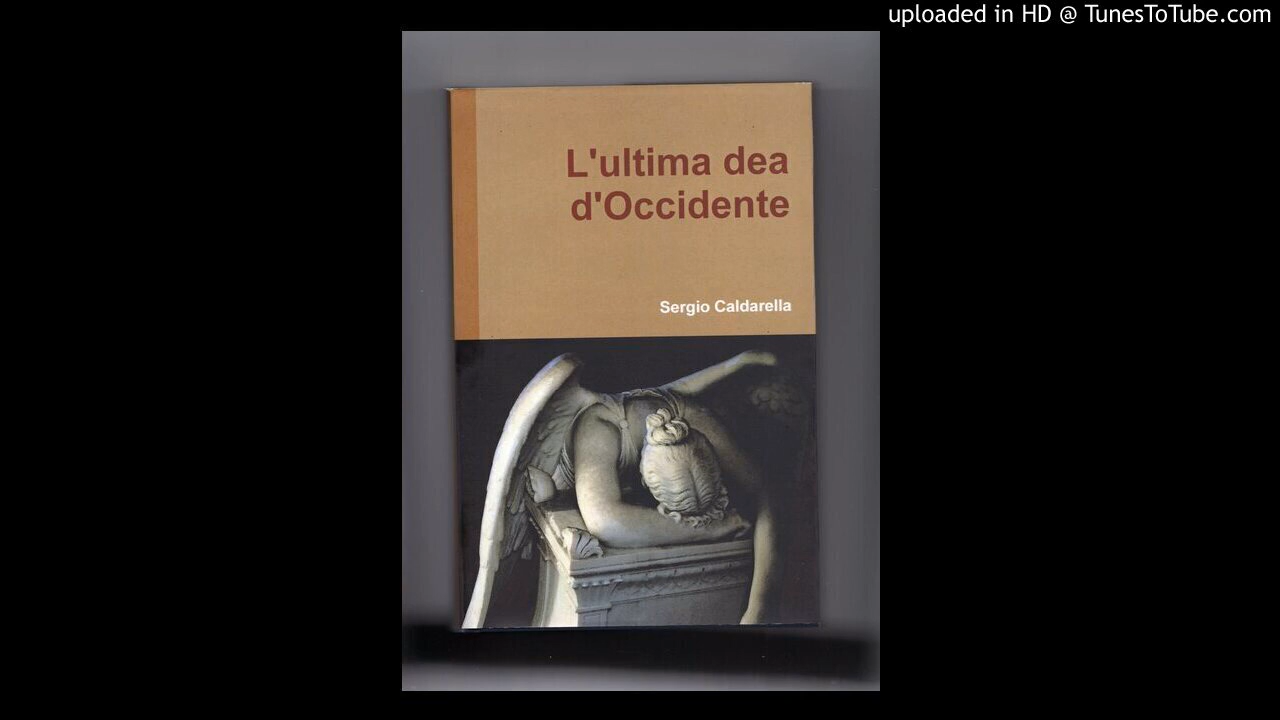 uploaded in HD @ TunesToTube.com
L'ultima dea
d'Occidente
Sergio Caldarella